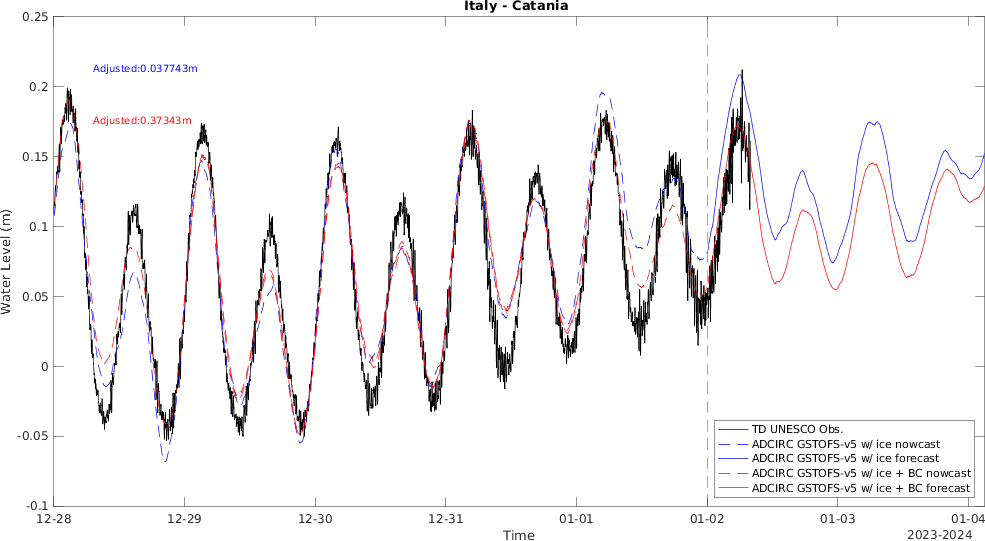 Italy - Catania
0.25
0.2
0.15
0.1
0.05
0
-0.05
-0.1
Water Level (m)
Adjusted:0.037743m
Adjusted:0.37343m
TD UNESCO Obs.
ADCIRC GSTOFS-v5 w/ ice nowcast
ADCIRC GSTOFS-v5 w/ ice forecast
ADCIRC GSTOFS-v5 w/ ice + BC nowcast
ADCIRC GSTOFS-v5 w/ ice + BC forecast
12-28 12-29 12-30 12-31 01-01 01-02 01-03 01-04
Time
2023-2024